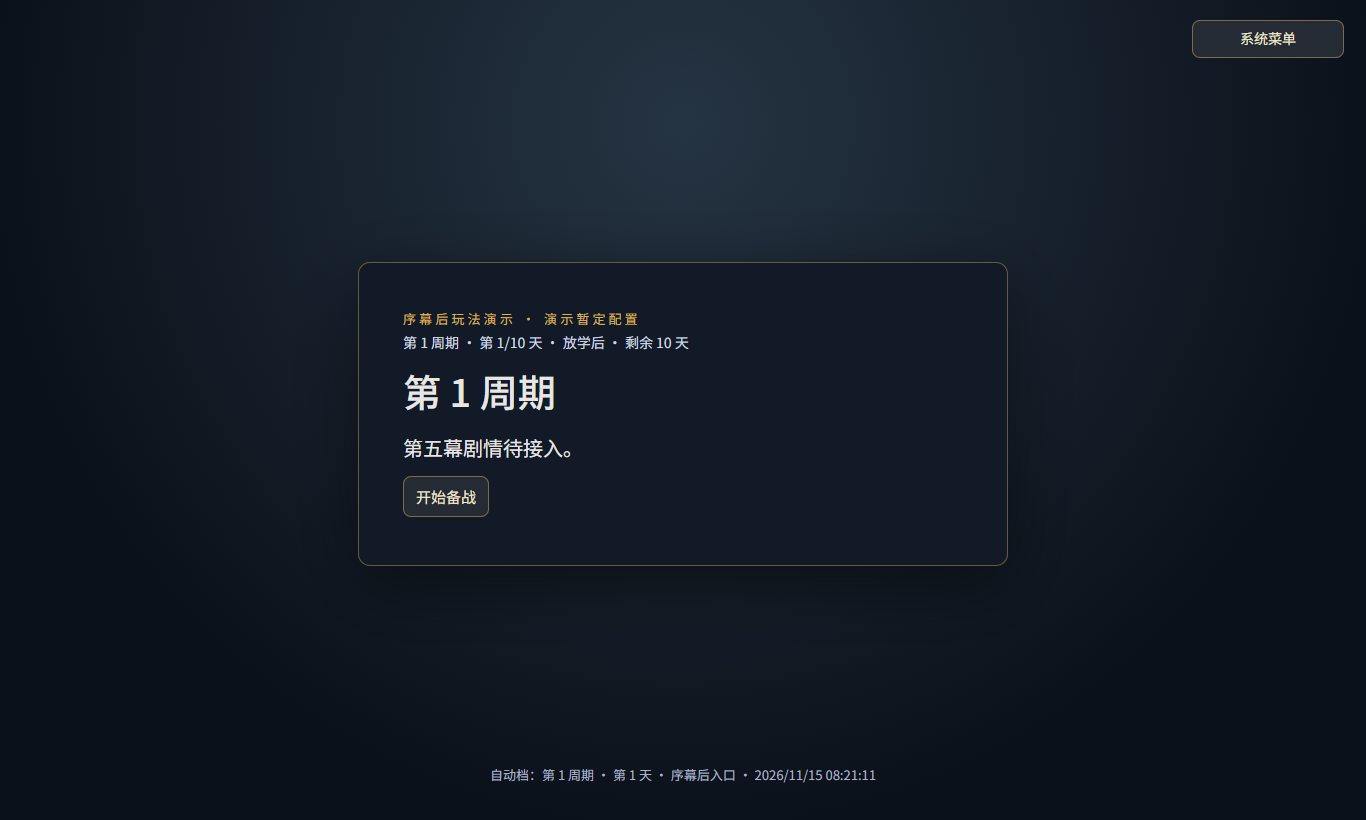 系统菜单
序幕后玩法演示 · 演示暂定配置
第 1 周期 · 第 1/10 天 · 放学后 · 剩余 10 天
第 1 周期
第五幕剧情待接入。
开始备战
自动档：第 1 周期 · 第 1 天 · 序幕后入口 · 2026/11/15 08:21:11